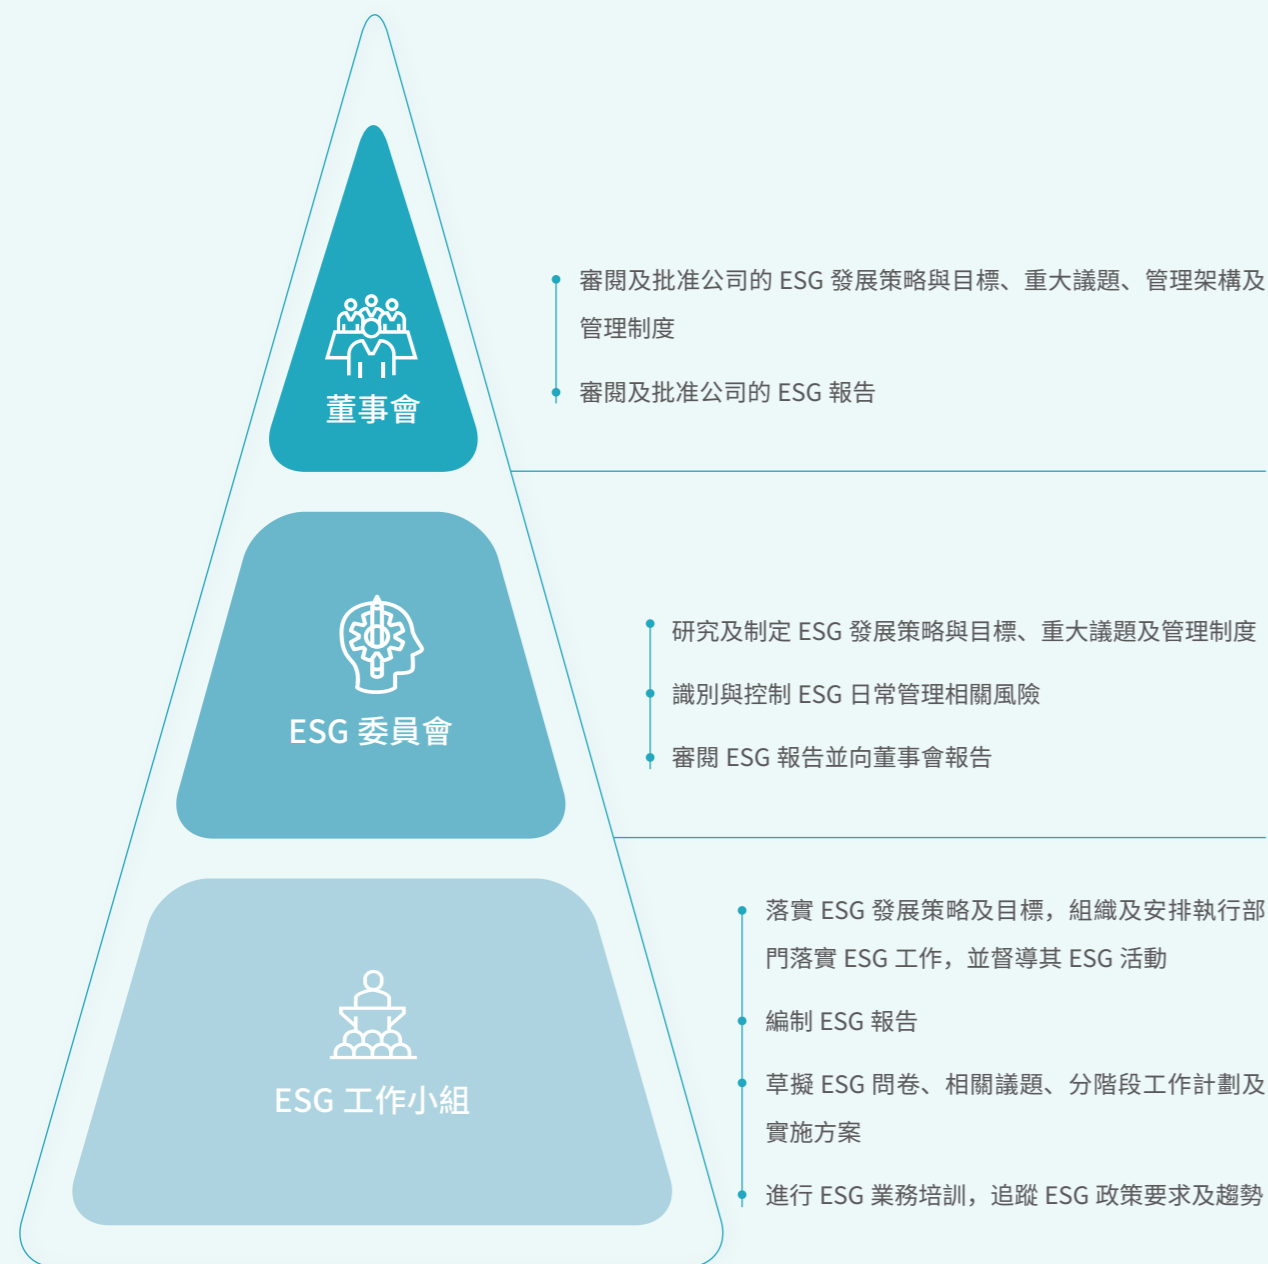 董事會
審閱及批准公司的 ESG 發展策略與目標、重大議題、管理架構及
管理制度
審閱及批准公司的 ESG 報告
ESG 委員會
研究及制定 ESG 發展策略與目標、重大議題及管理制度
識別與控制 ESG 日常管理相關風險
審閱 ESG 報告並向董事會報告
ESG 工作小組
落實 ESG 發展策略及目標，組織及安排執行部
門落實 ESG 工作，並督導其 ESG 活動
編制 ESG 報告
草擬 ESG 問卷、相關議題、分階段工作計劃及
實施方案
進行 ESG 業務培訓，追蹤 ESG 政策要求及趨勢